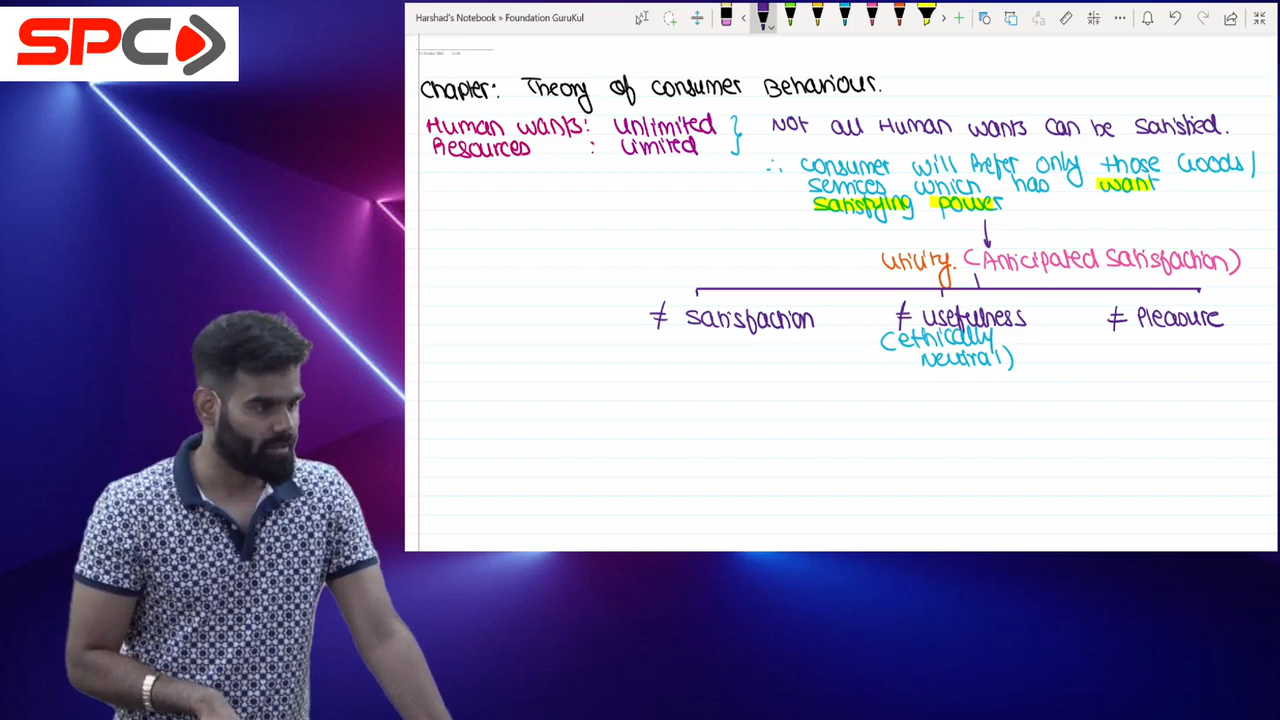 SPC
Harshad's Notebook » Foundation GuruKul
Chapter: Theory of consumer Behaviour.
Human wants: unlimited } Not all Human wants can be satisfied.
Resources : Limited
∴ consumer will Prefer only those Goods/
services which has want
satisfying power
utility. (Anticipated Satisfaction)
≠ satisfaction ≠ usefulness ≠ Pleasure
(ethically
Neutral)